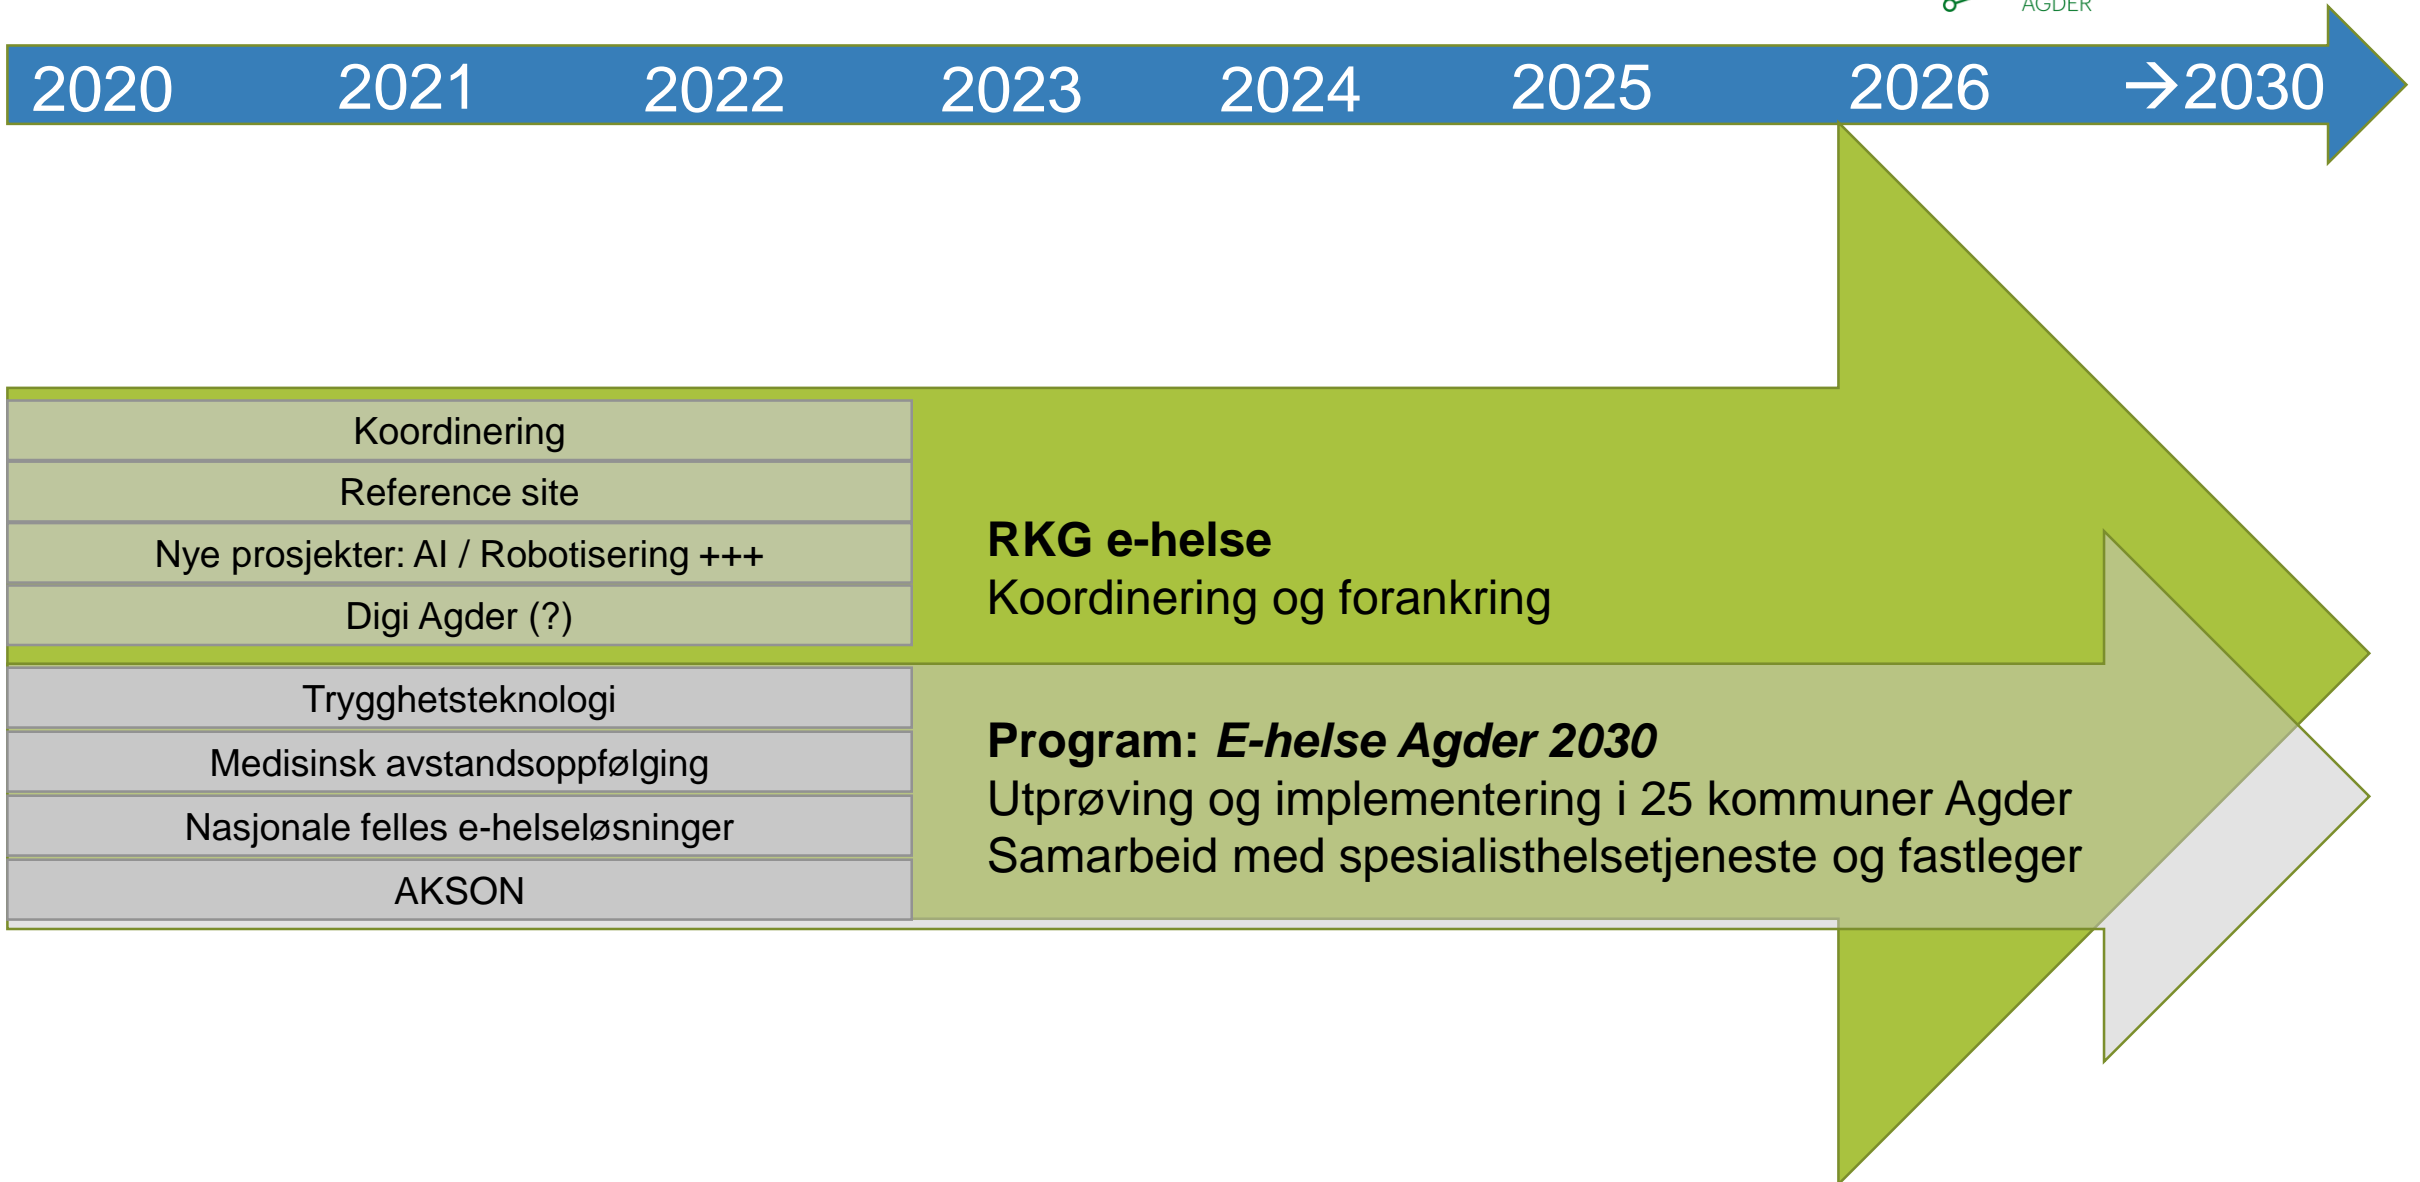 AGDER
2020 2021 2022 2023 2024 2025 2026 →2030
Koordinering
Reference site
Nye prosjekter: AI / Robotisering +++
Digi Agder (?)
RKG e-helse
Koordinering og forankring
Trygghetsteknologi
Medisinsk avstandsoppfølging
Nasjonale felles e-helseløsninger
AKSON
Program: E-helse Agder 2030
Utprøving og implementering i 25 kommuner Agder
Samarbeid med spesialisthelsetjeneste og fastleger